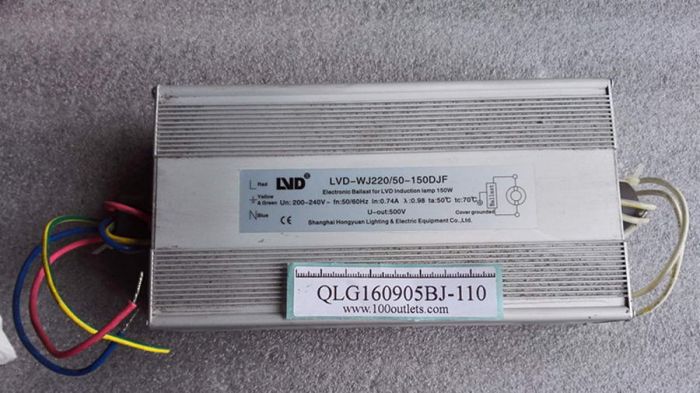 L Red
LVD®
LVD-WJ220/50-150DJF
Electronic Ballast for LVD induction lamp 150W
Yellow & Green
Un: 200-240V~ fn:50/60Hz In:0.74A λ:0.98 ta:50℃ tc:70℃
N Blue
CE
U-out:500V
Cover grounded
Ballast
Shanghai Hongyuan Lighting & Electric Equipment Co.,Ltd.
QLG160905BJ-110
www.100outlets.com